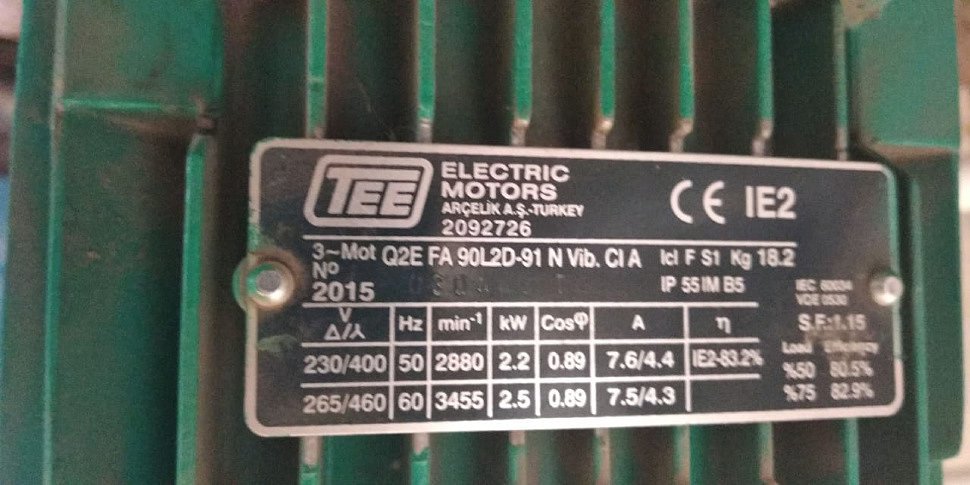 TEE
ELECTRIC
MOTORS
ARÇELİK A.Ş.-TURKEY
2092726
CE IE2
3~Mot Q2E FA 90L2D-91 N Vib. Cl A Icl F S1 Kg 18.2
Nº
2015 IP 55 IM B5
IEC 60034
VDE 0530
V Δ/⅄ Hz min⁻¹ kW Cosφ A η
S.F.:1.15
230/400 50 2880 2.2 0.89 7.6/4.4 IE2-83.2%
Load Efficiency
%50 80.5%
265/460 60 3455 2.5 0.89 7.5/4.3
%75 82.9%